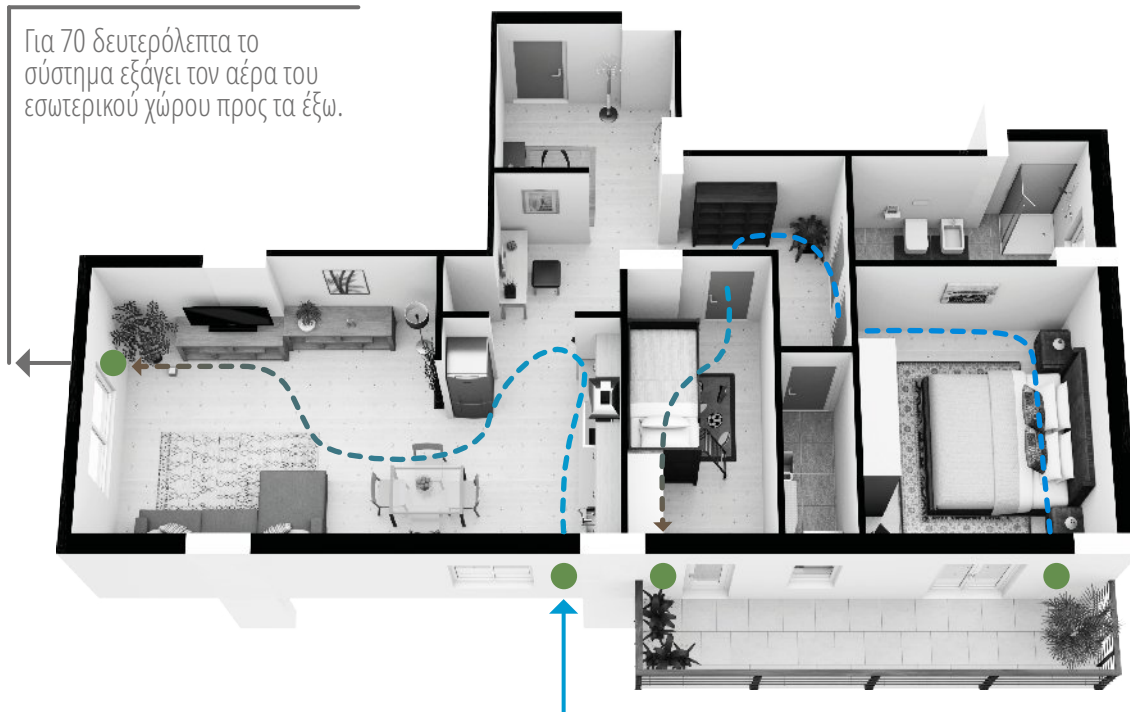 Για 70 δευτερόλεπτα το
σύστημα εξάγει τον αέρα του
εσωτερικού χώρου προς τα έξω.